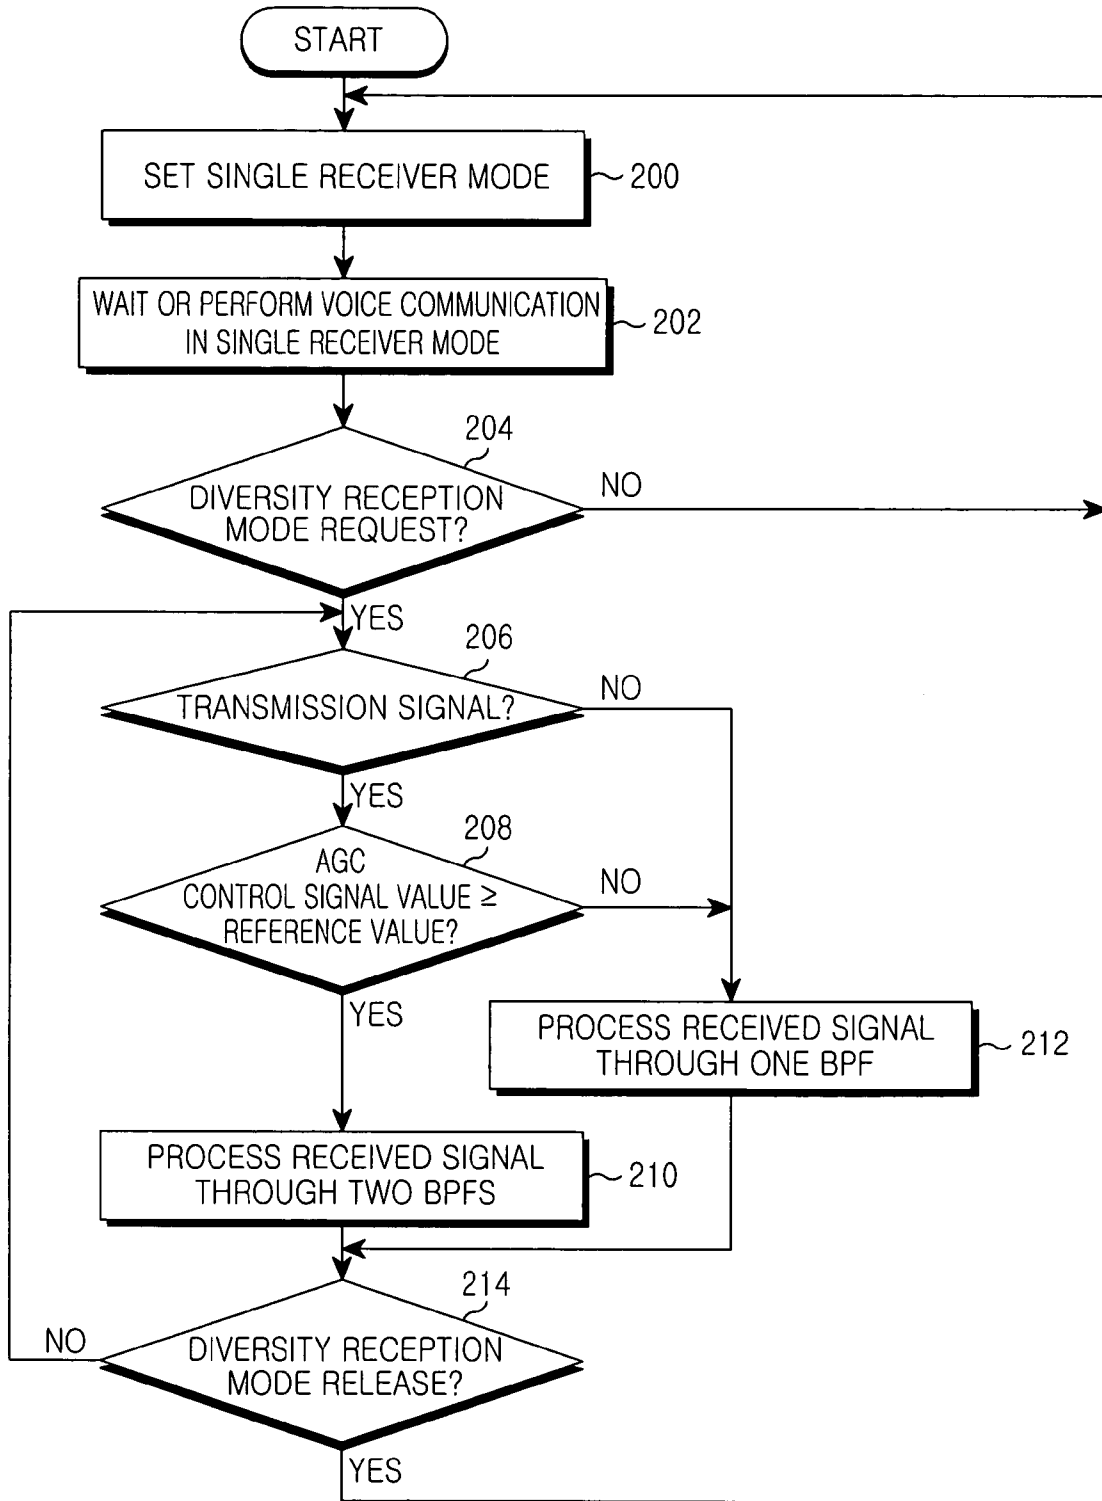 START
SET SINGLE RECEIVER MODE
200
WAIT OR PERFORM VOICE COMMUNICATION
IN SINGLE RECEIVER MODE
202
204
DIVERSITY RECEPTION
MODE REQUEST?
NO
YES
206
TRANSMISSION SIGNAL?
NO
YES
208
AGC
CONTROL SIGNAL VALUE ≥
REFERENCE VALUE?
NO
YES
PROCESS RECEIVED SIGNAL
THROUGH ONE BPF
212
PROCESS RECEIVED SIGNAL
THROUGH TWO BPFS
210
214
DIVERSITY RECEPTION
MODE RELEASE?
NO
YES